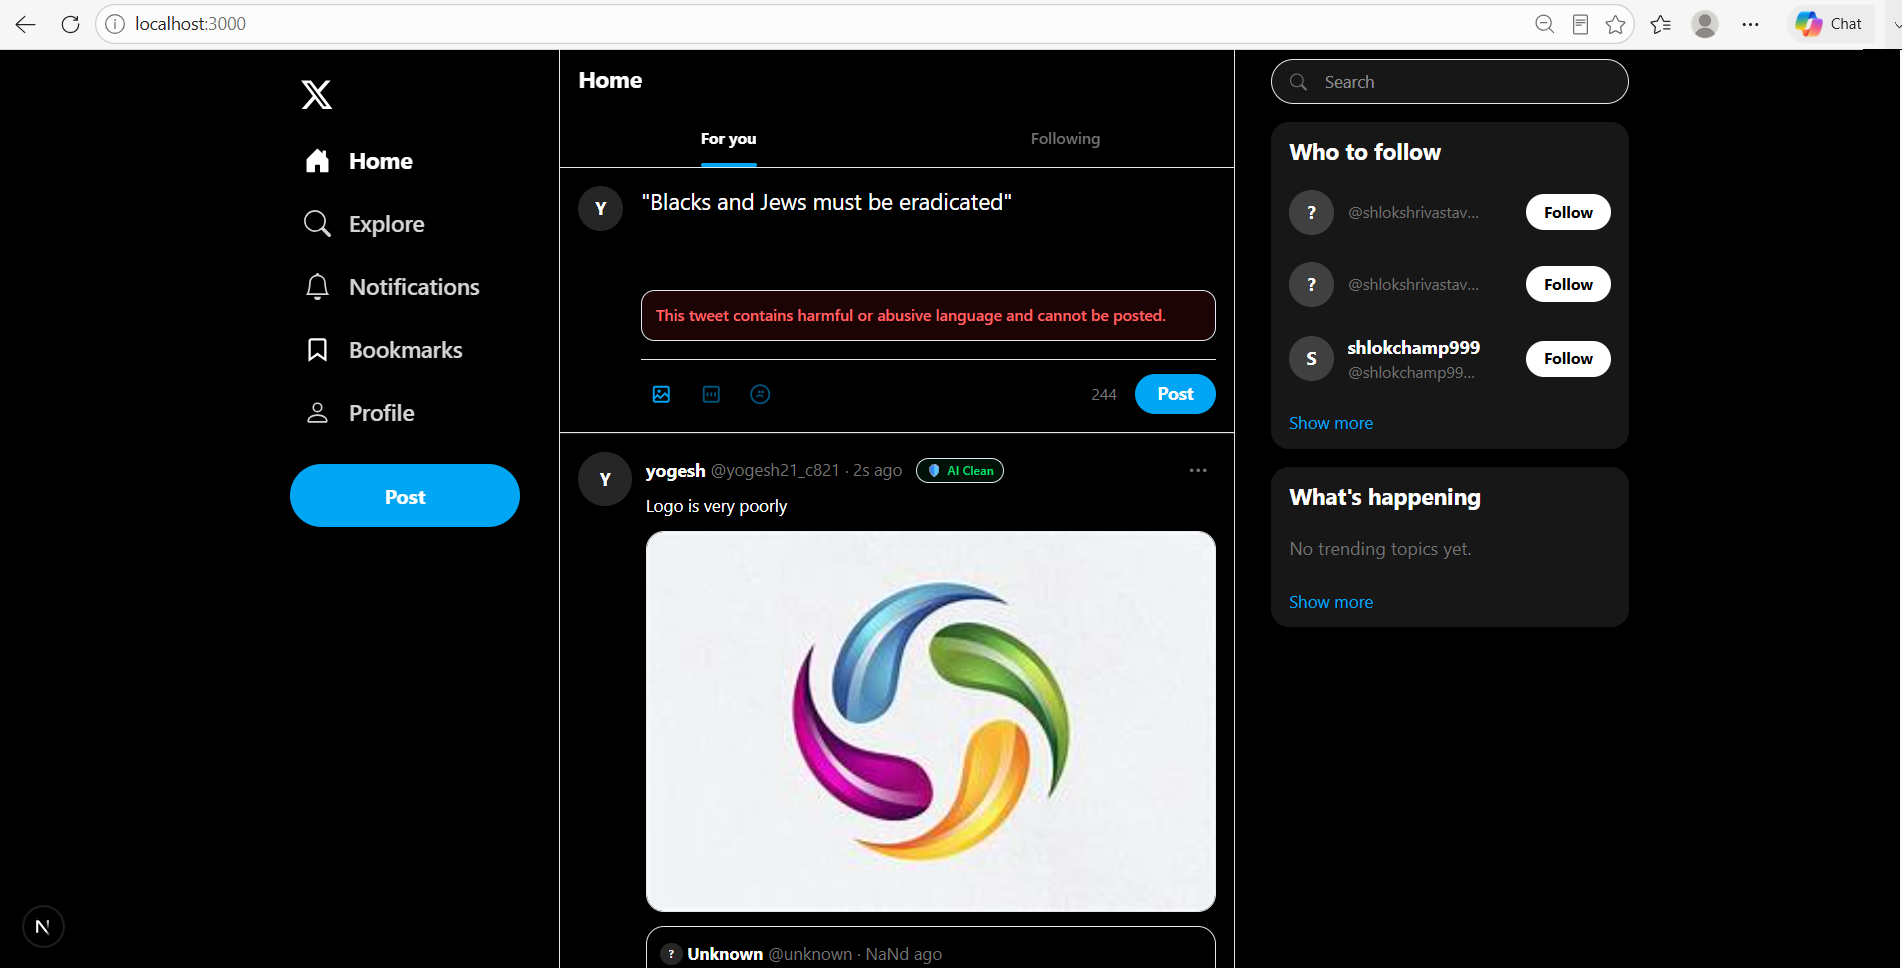 localhost:3000
Chat
X
Home
Explore
Notifications
Bookmarks
Profile
Post
Home
For you
Following
Y
"Blacks and Jews must be eradicated"
This tweet contains harmful or abusive language and cannot be posted.
244
Post
Y
yogesh @yogesh21_c821 · 2s ago
AI Clean
Logo is very poorly
? Unknown @unknown · NaNd ago
Search
Who to follow
? @shlokshrivastav...
Follow
? @shlokshrivastav...
Follow
S shlokchamp999
@shlokchamp99...
Follow
Show more
What's happening
No trending topics yet.
Show more
N